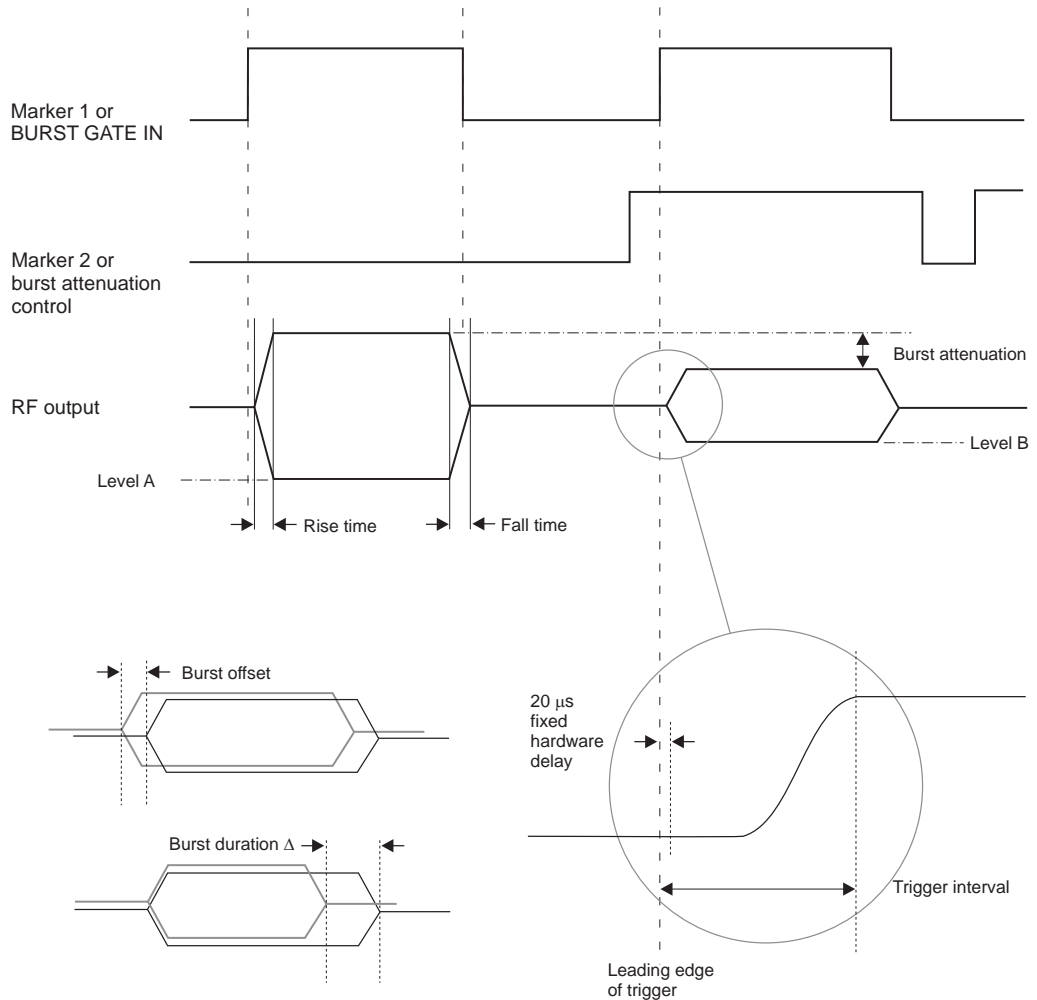 Marker 1 or
BURST GATE IN
Marker 2 or
burst attenuation
control
Burst attenuation
RF output
Level B
Level A
Rise time
Fall time
Burst offset
20 μs
fixed
hardware
delay
Burst duration Δ
Trigger interval
Leading edge
of trigger